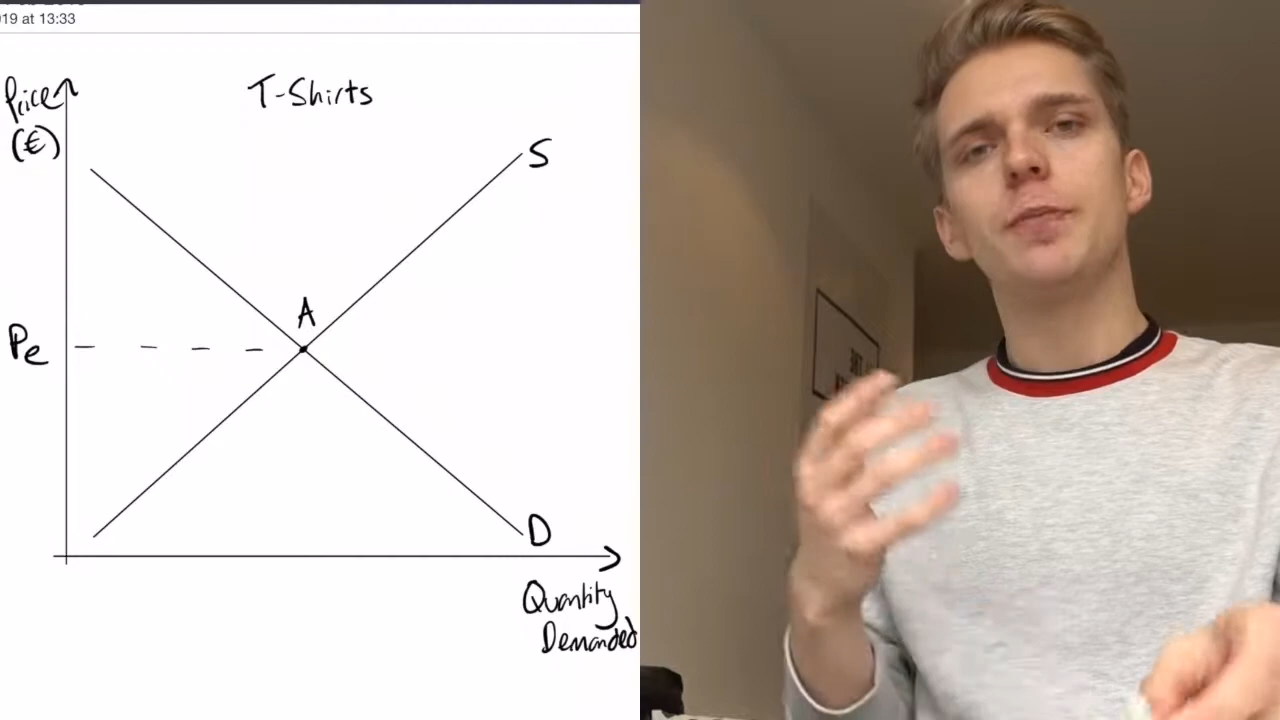 19 at 13:33
T-Shirts
Price
(€)
S
A
Pe
D
Quantity
Demanded